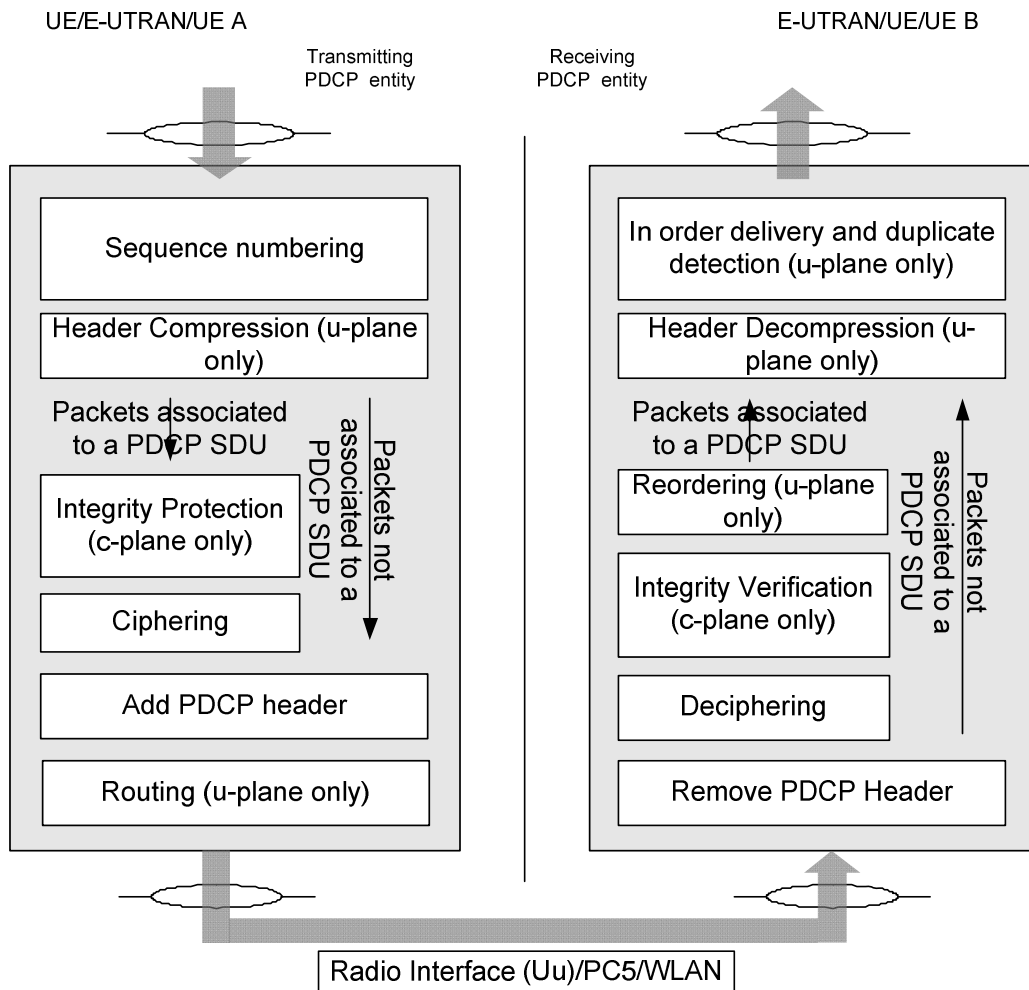 UE/E-UTRAN/UE A
E-UTRAN/UE/UE B
Transmitting
PDCP entity
Receiving
PDCP entity
Sequence numbering
Header Compression (u-plane
only)
Packets associated
to a PDCP SDU
Packets not
associated to a
PDCP SDU
Integrity Protection
(c-plane only)
Ciphering
Add PDCP header
Routing (u-plane only)
In order delivery and duplicate
detection (u-plane only)
Header Decompression (u-
plane only)
Packets associated
to a PDCP SDU
Packets not
associated to a
PDCP SDU
Reordering (u-plane
only)
Integrity Verification
(c-plane only)
Deciphering
Remove PDCP Header
Radio Interface (Uu)/PC5/WLAN